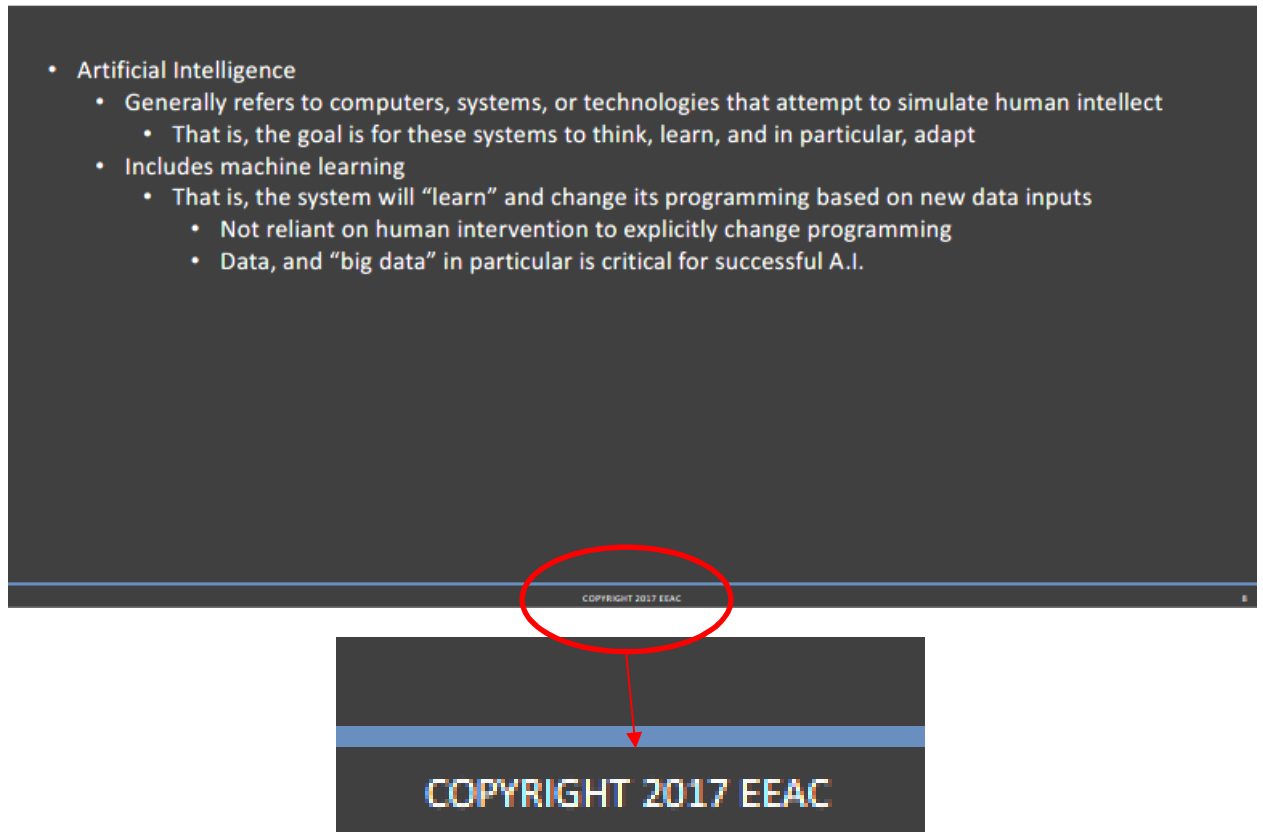 • Artificial Intelligence
• Generally refers to computers, systems, or technologies that attempt to simulate human intellect
• That is, the goal is for these systems to think, learn, and in particular, adapt
• Includes machine learning
• That is, the system will “learn” and change its programming based on new data inputs
• Not reliant on human intervention to explicitly change programming
• Data, and “big data” in particular is critical for successful A.I.
COPYRIGHT 2017 EEAC 8
COPYRIGHT 2017 EEAC